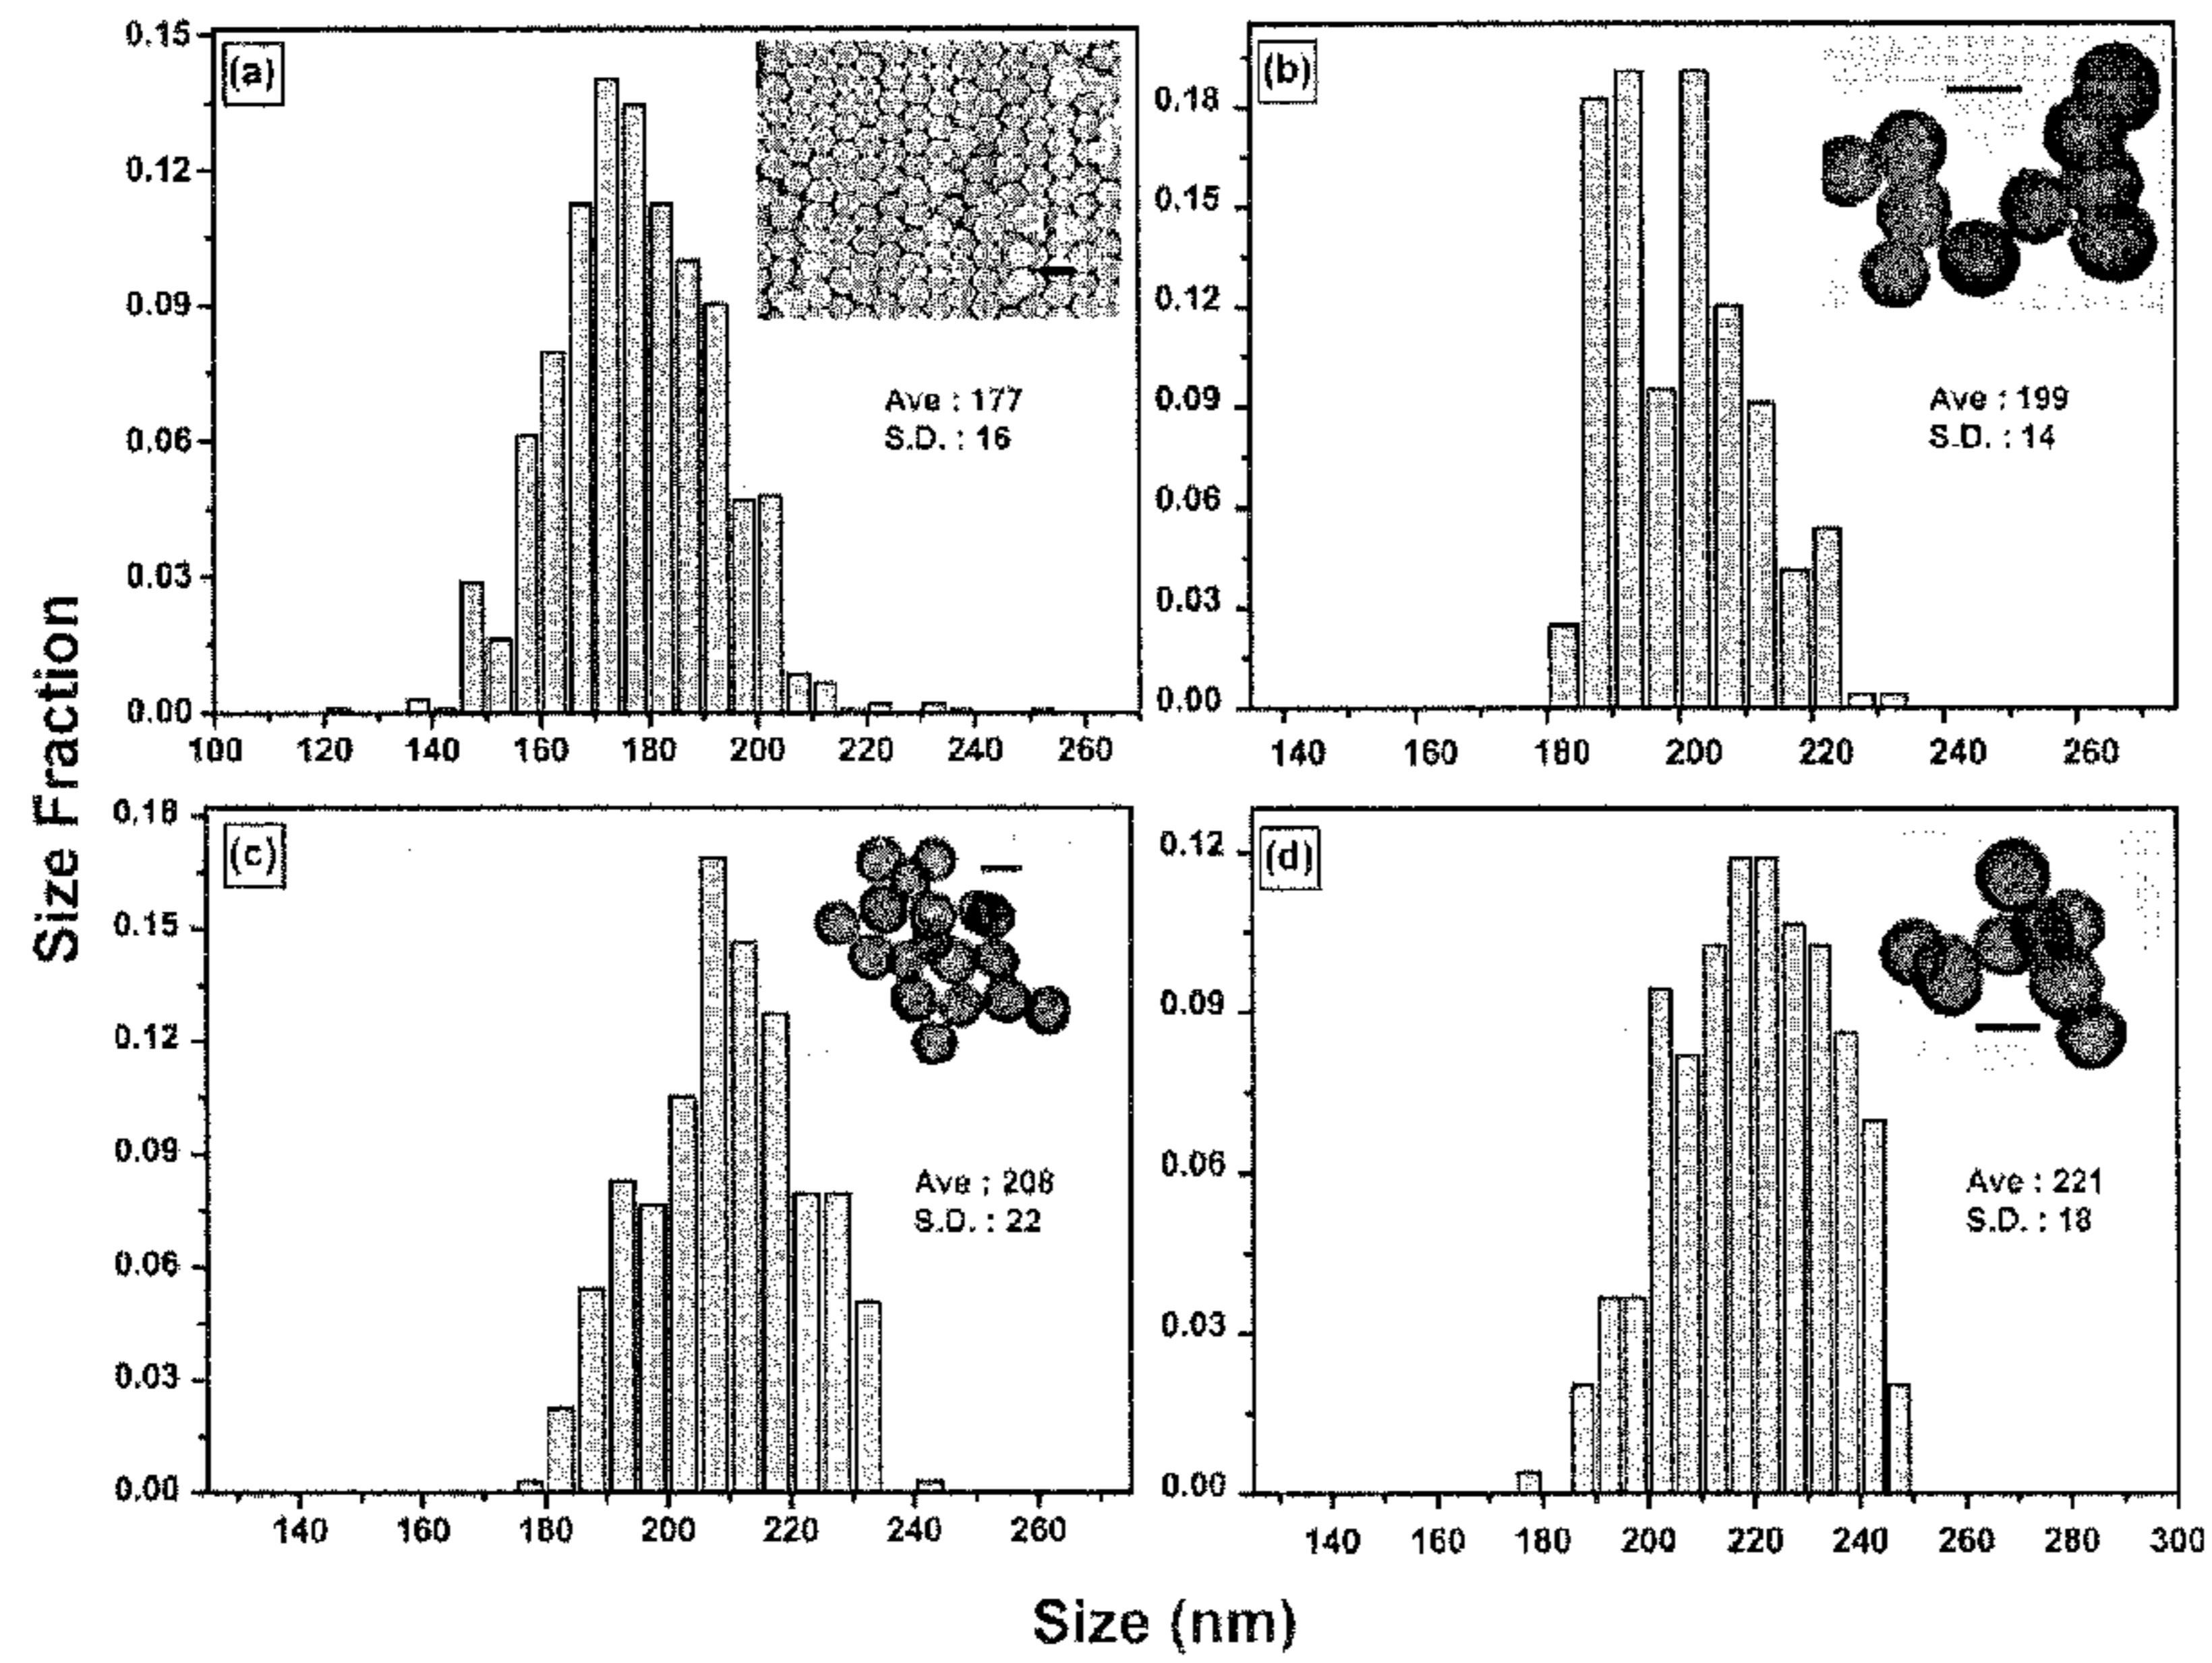 0.15
(a)
0.12
0.09
0.06
0.03
0.00
Ave : 177
S.D. : 16
100 120 140 160 180 200 220 240 260
(b)
0.18
0.15
0.12
0.09
0.06
0.03
0.00
Ave : 199
S.D. : 14
140 160 180 200 220 240 260
Size Fraction
0.18
(c)
0.15
0.12
0.09
0.06
0.03
0.00
Ave : 208
S.D. : 22
140 160 180 200 220 240 260
0.12
(d)
0.09
0.06
0.03
0.00
Ave : 221
S.D. : 18
140 160 180 200 220 240 260 280 300
Size (nm)